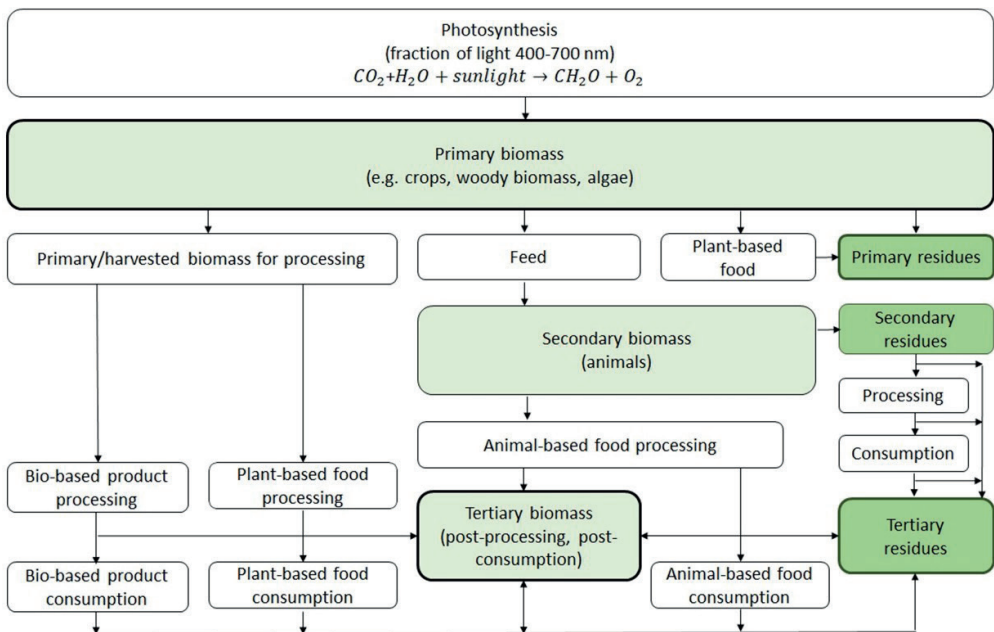 Photosynthesis
(fraction of light 400-700 nm)
CO₂+H₂O + sunlight → CH₂O + O₂
Primary biomass
(e.g. crops, woody biomass, algae)
Primary/harvested biomass for processing
Feed
Plant-based
food
Primary residues
Secondary biomass
(animals)
Secondary
residues
Processing
Animal-based food processing
Consumption
Bio-based product
processing
Plant-based food
processing
Tertiary biomass
(post-processing, post-
consumption)
Tertiary
residues
Bio-based product
consumption
Plant-based food
consumption
Animal-based food
consumption